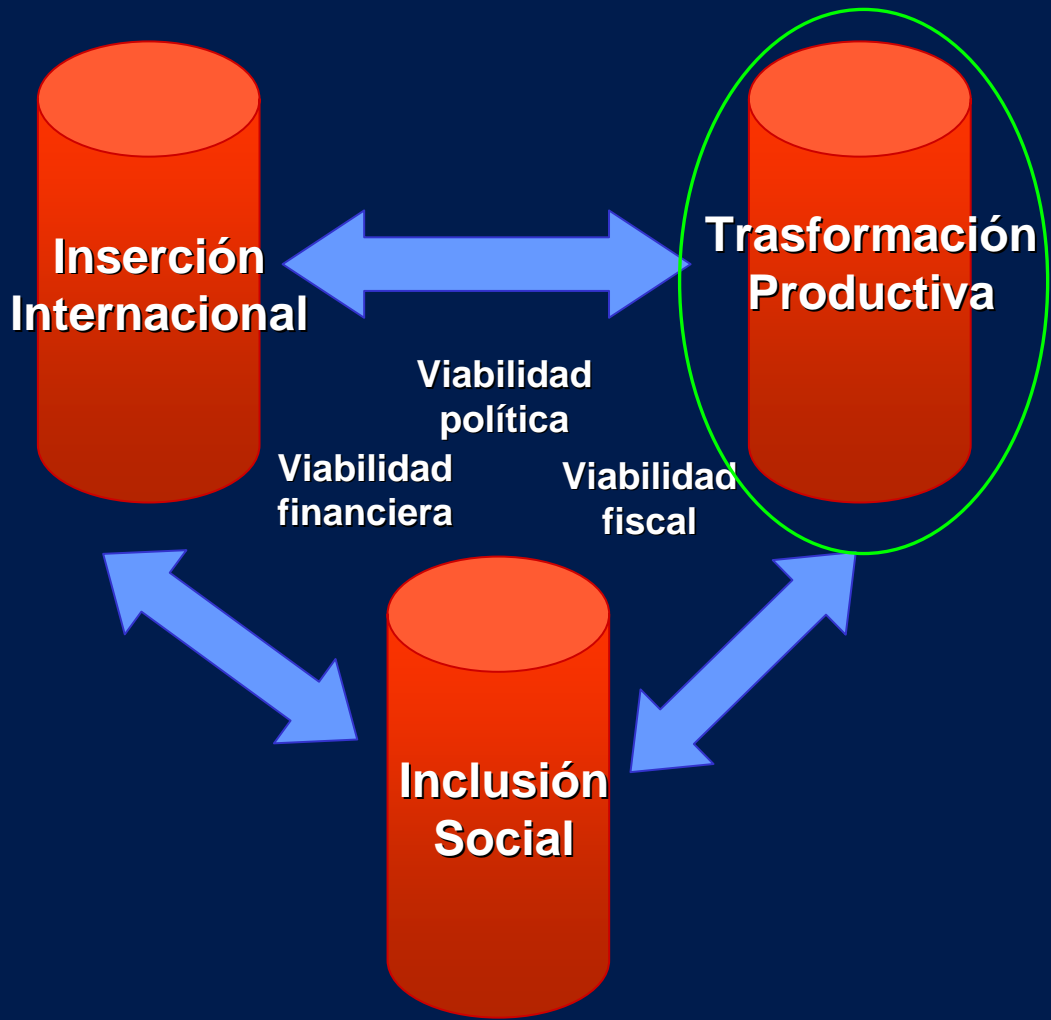 Inserción
Internacional
Trasformación
Productiva
Viabilidad
política
Viabilidad
financiera
Viabilidad
fiscal
Inclusión
Social